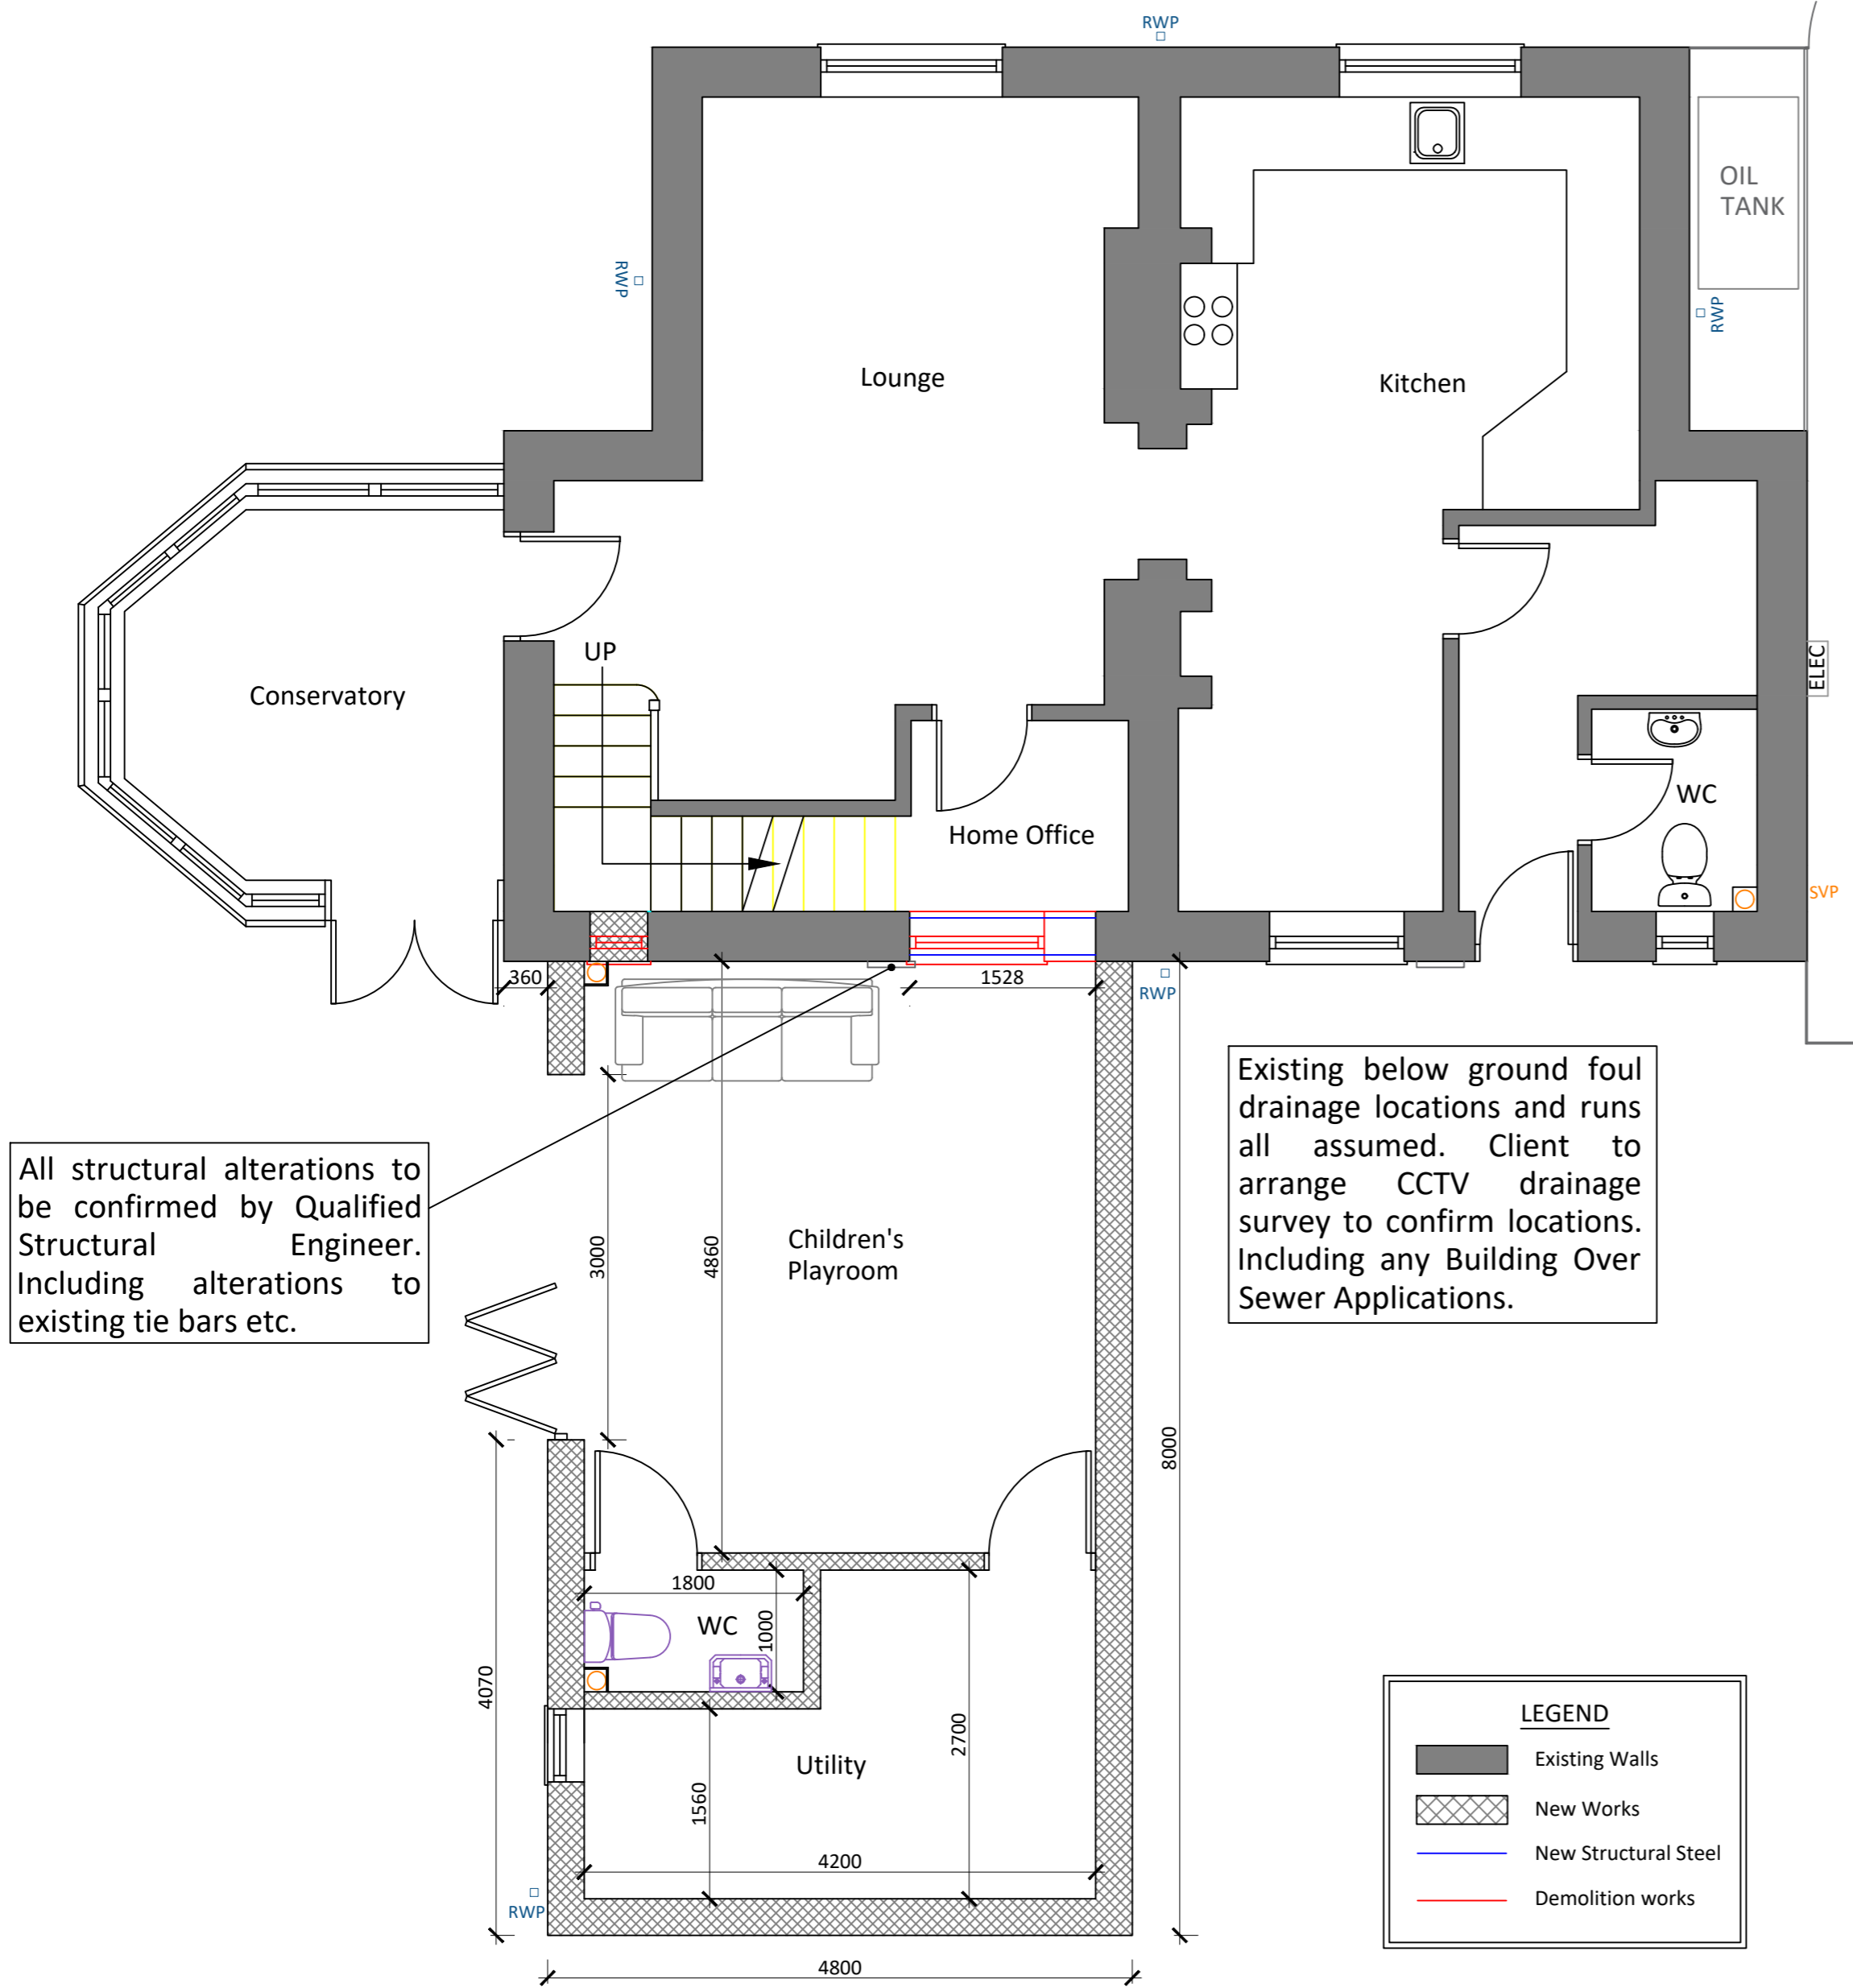 RWP
OIL
TANK
RWP
RWP
Lounge
Kitchen
UP
ELEC
Conservatory
WC
Home Office
SVP
360
1528
RWP
Existing below ground foul
drainage locations and runs
all assumed. Client to
arrange CCTV drainage
survey to confirm locations.
Including any Building Over
Sewer Applications.
All structural alterations to
be confirmed by Qualified
Structural Engineer.
Including alterations to
existing tie bars etc.
3000
4860
Children's
Playroom
8000
1800
WC
1000
4070
2700
Utility
1560
4200
RWP
4800
LEGEND
Existing Walls
New Works
New Structural Steel
Demolition works